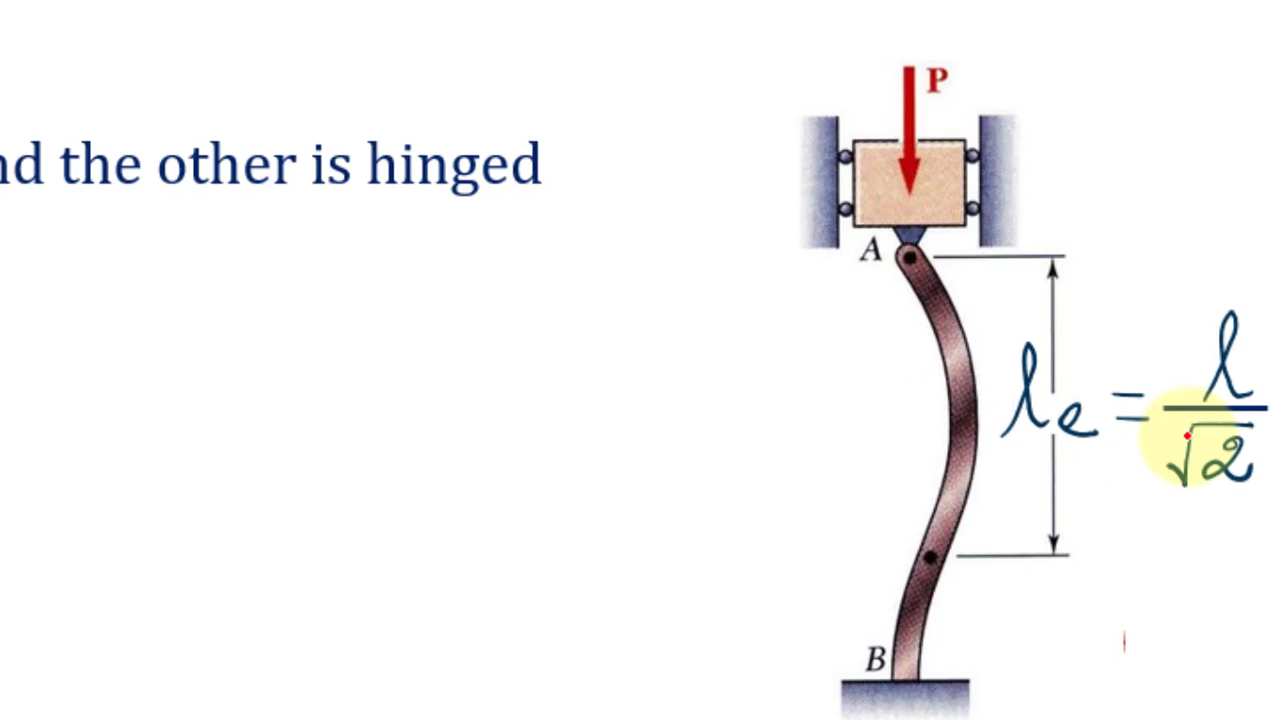 nd the other is hinged
P
A
lₑ = l/√2
B